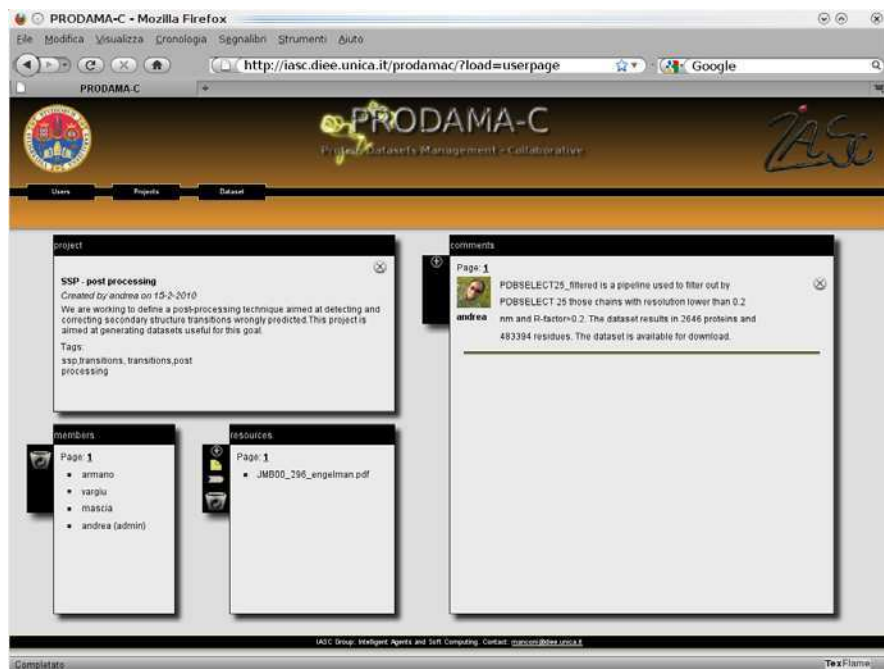 PRODAMA-C - Mozilla Firefox
File Modifica Visualizza Cronologia Segnalibri Strumenti Aiuto
http://iasc.diee.unica.it/prodamac/?load=userpage
Google
PRODAMA-C
PRODAMA-C
Protein Datasets Management - Collaborative
IASc
Users Projects Dataset
project
SSP - post processing
Created by andrea on 15-2-2010
We are working to define a post-processing technique aimed at detecting and
correcting secondary structure transitions wrongly predicted.This project is
aimed at generating datasets useful for this goal.
Tags:
ssp,transitions, transitions,post
processing
members
Page: 1
armano
vargiu
mascia
andrea (admin)
resources
Page: 1
JMB00_296_engelman.pdf
comments
Page: 1
andrea
PDBSELECT25_filtered is a pipeline used to filter out by
PDBSELECT 25 those chains with resolution lower than 0.2
nm and R-factor>0.2. The dataset results in 2646 proteins and
483394 residues. The dataset is available for download.
IASC Group: Intelligent Agents and Soft Computing. Contact: manconi@diee.unica.it
Completato
TexFlame